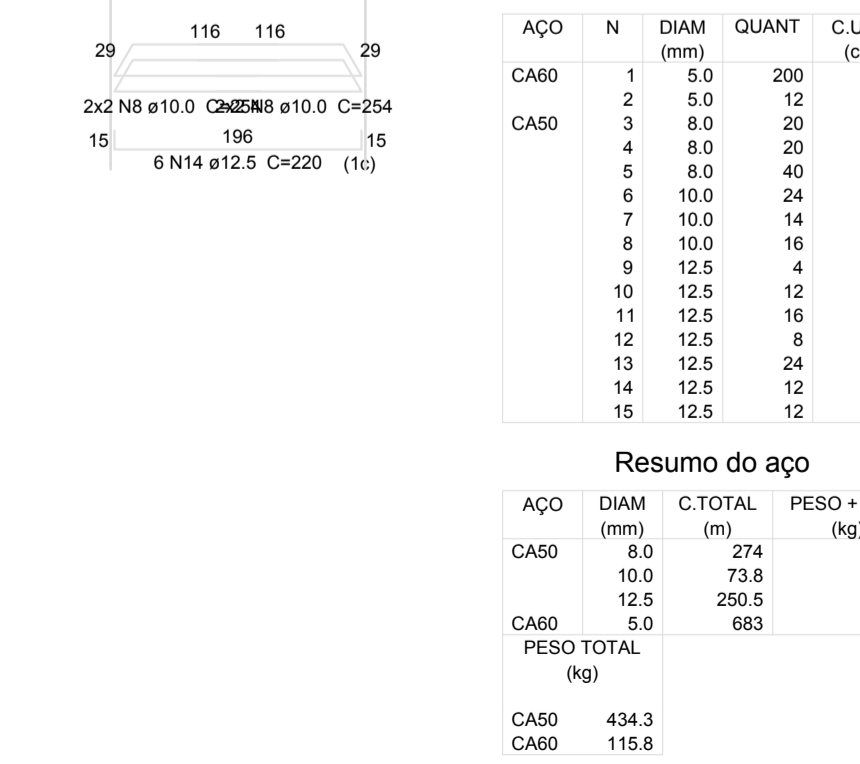 116 116
29 29
2x2 N8 ø10.0 C=254
2x2 N8 ø10.0 C=254
15 196 15
6 N14 ø12.5 C=220 (1c)
AÇO N DIAM QUANT C.U
(mm) (c
CA60 1 5.0 200
2 5.0 12
CA50 3 8.0 20
4 8.0 20
5 8.0 40
6 10.0 24
7 10.0 14
8 10.0 16
9 12.5 4
10 12.5 12
11 12.5 16
12 12.5 8
13 12.5 24
14 12.5 12
15 12.5 12
Resumo do aço
AÇO DIAM C.TOTAL PESO +
(mm) (m) (kg)
CA50 8.0 274
10.0 73.8
12.5 250.5
CA60 5.0 683
PESO TOTAL
(kg)
CA50 434.3
CA60 115.8